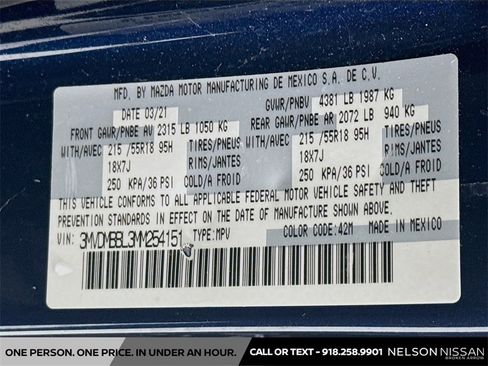 MFD. BY MAZDA MOTOR MANUFACTURING DE MEXICO S.A. DE C.V.
DATE 03/21 GVWR/PNBV 4381 LB 1987 KG
FRONT GAWR/PNBE AV 2315 LB 1050 KG REAR GAWR/PNBE AR 2072 LB 940 KG
WITH/AVEC 215 /55R18 95H TIRES/PNEUS WITH/AVEC 215 /55R18 95H TIRES/PNEUS
18X7J RIMS/JANTES 18X7J RIMS/JANTES
250 KPA/36 PSI COLD/A FROID 250 KPA/36 PSI COLD/A FROID
THIS VEHICLE CONFORMS TO ALL APPLICABLE FEDERAL MOTOR VEHICLE SAFETY AND THEFT
PREVENTION STANDARDS IN EFFECT ON THE DATE OF MANUFACTURE SHOWN ABOVE.
VIN: 3MVDMBBL3MM254151 TYPE: MPV COLOR CODE: 42M MADE IN MEXICO
ONE PERSON. ONE PRICE. IN UNDER AN HOUR. CALL OR TEXT - 918.258.9901 NELSON NISSAN
BROKEN ARROW